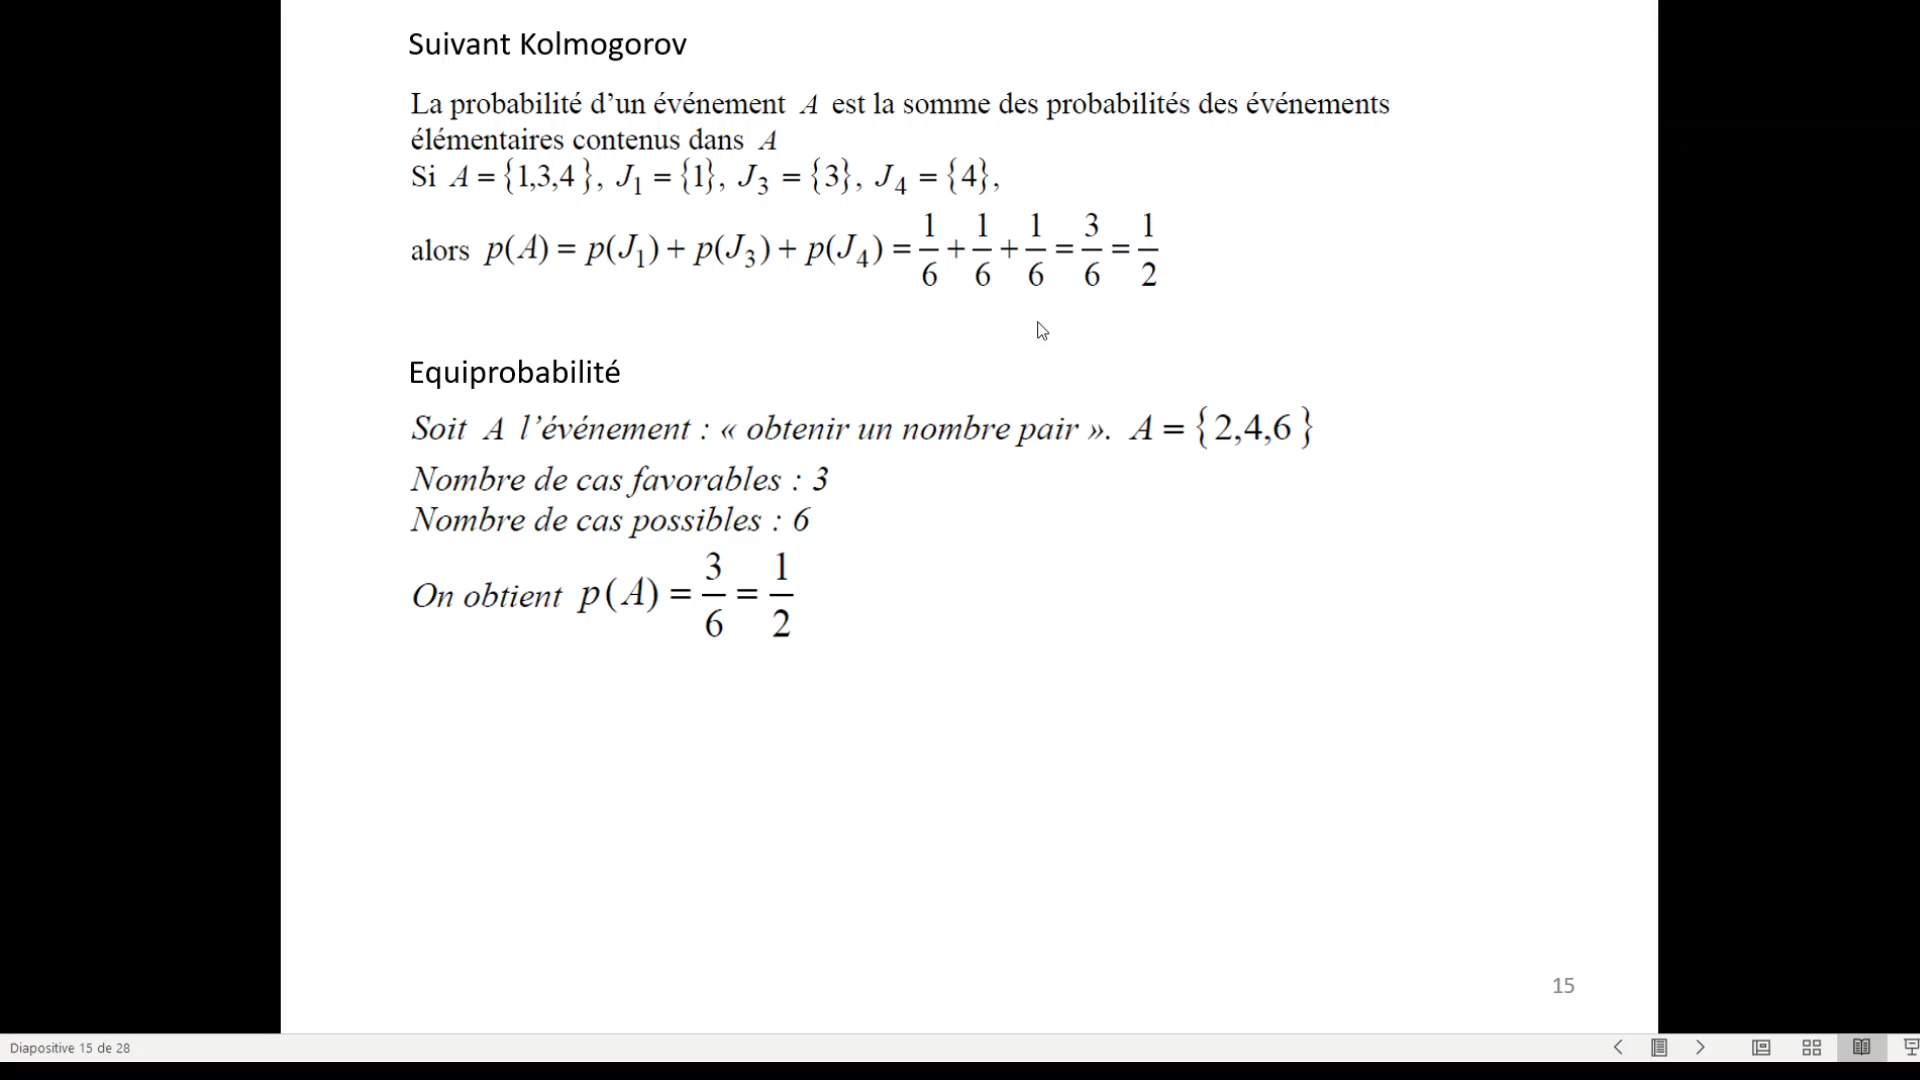 Suivant Kolmogorov
La probabilité d’un événement A est la somme des probabilités des événements
élémentaires contenus dans A
Si A = {1,3,4 }, J₁ = {1}, J₃ = {3}, J₄ = {4},
alors p(A) = p(J₁) + p(J₃) + p(J₄) = 1/6 + 1/6 + 1/6 = 3/6 = 1/2
Equiprobabilité
Soit A l’événement : « obtenir un nombre pair ». A = { 2,4,6 }
Nombre de cas favorables : 3
Nombre de cas possibles : 6
On obtient p(A) = 3/6 = 1/2
15
Diapositive 15 de 28